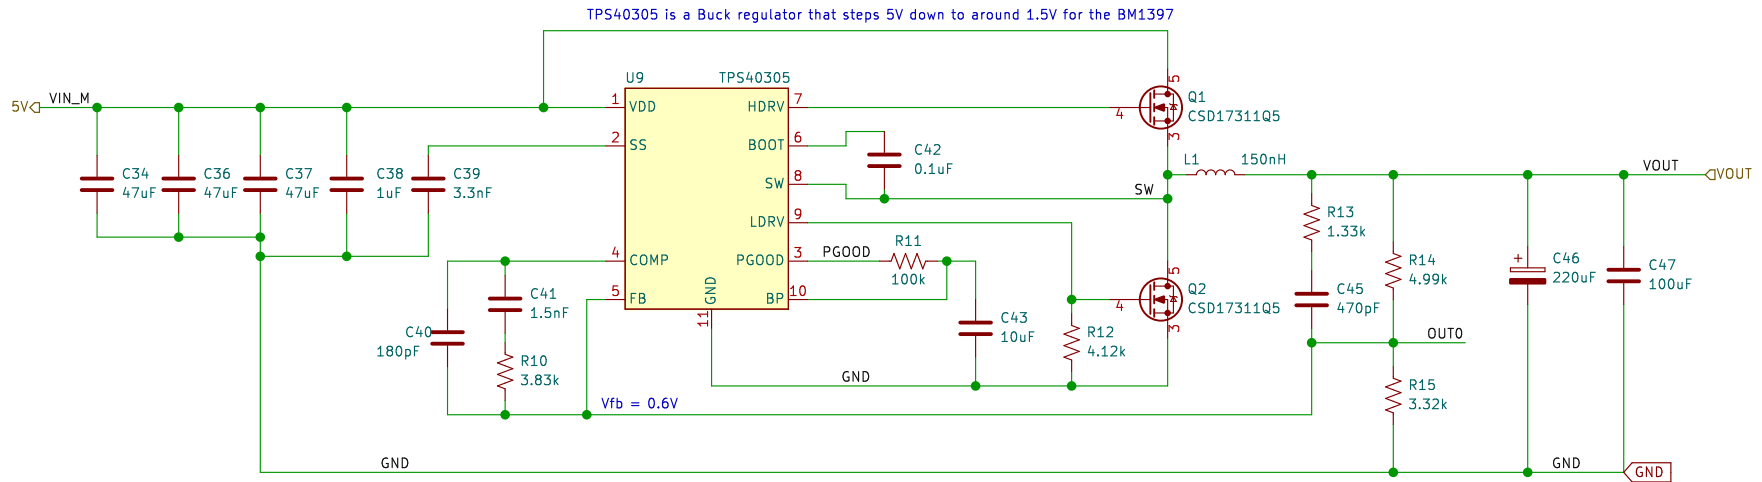 TPS40305 is a Buck regulator that steps 5V down to around 1.5V for the BM1397
5V
VIN_M
U9
TPS40305
1
VDD
2
SS
4
COMP
5
FB
GND
11
HDRV
7
BOOT
6
SW
8
LDRV
9
PGOOD
3
BP
10
C34
47uF
C36
47uF
C37
47uF
C38
1uF
C39
3.3nF
C40
180pF
C41
1.5nF
R10
3.83k
Vfb = 0.6V
C42
0.1uF
PGOOD
R11
100k
C43
10uF
R12
4.12k
GND
5
4
3
Q1
CSD17311Q5
SW
5
4
3
Q2
CSD17311Q5
L1
150nH
R13
1.33k
C45
470pF
R14
4.99k
OUT0
R15
3.32k
+
C46
220uF
C47
100uF
VOUT
VOUT
GND
GND
GND